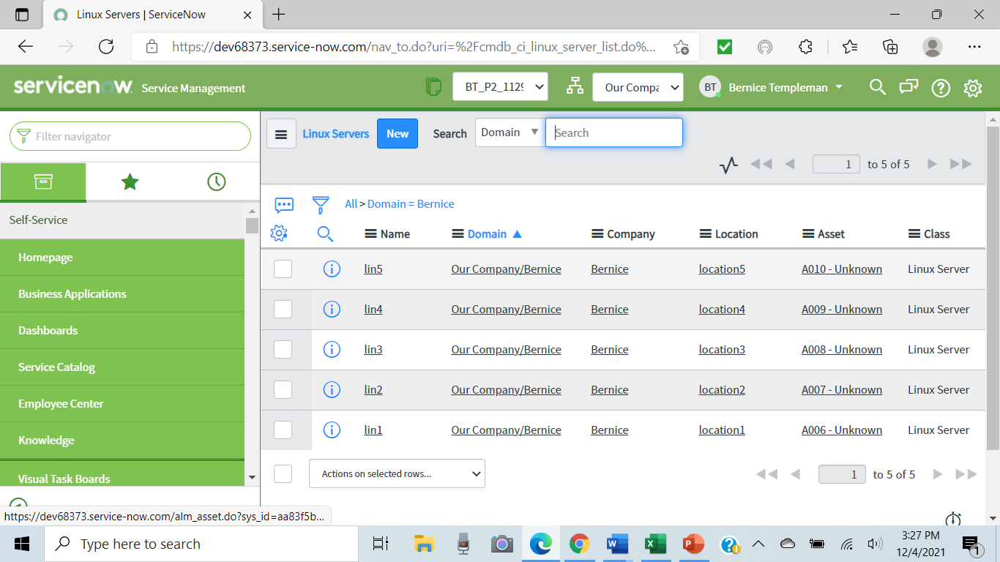 Linux Servers | ServiceNow
https://dev68373.service-now.com/nav_to.do?uri=%2Fcmdb_ci_linux_server_list.do%...
servicenow Service Management
BT_P2_1129
Our Compa
BT Bernice Templeman
Filter navigator
Linux Servers New Search Domain Search
1 to 5 of 5
Self-Service
Homepage
Business Applications
Dashboards
Service Catalog
Employee Center
Knowledge
Visual Task Boards
All > Domain = Bernice
Name Domain Company Location Asset Class
lin5 Our Company/Bernice Bernice location5 A010 - Unknown Linux Server
lin4 Our Company/Bernice Bernice location4 A009 - Unknown Linux Server
lin3 Our Company/Bernice Bernice location3 A008 - Unknown Linux Server
lin2 Our Company/Bernice Bernice location2 A007 - Unknown Linux Server
lin1 Our Company/Bernice Bernice location1 A006 - Unknown Linux Server
Actions on selected rows... 1 to 5 of 5
https://dev68373.service-now.com/alm_asset.do?sys_id=aa83f5b...
Type here to search
3:27 PM
12/4/2021
1